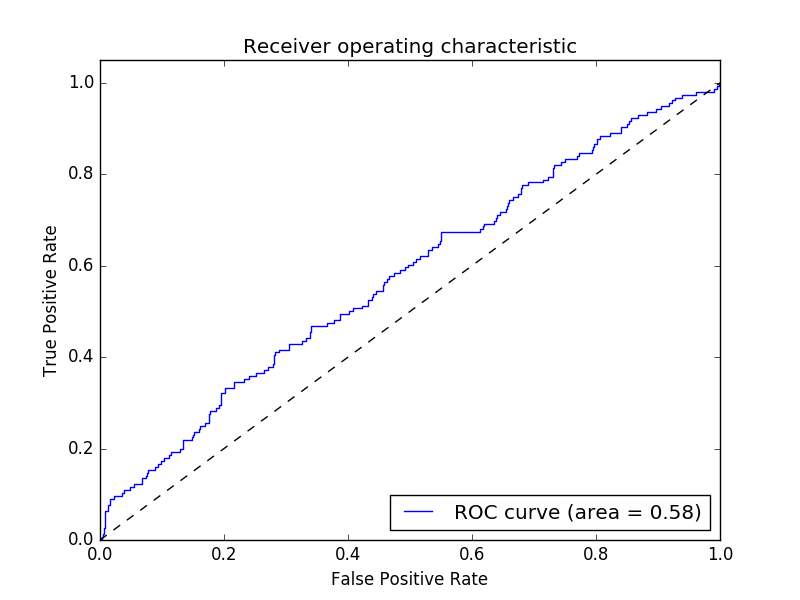 Receiver operating characteristic
True Positive Rate
1.0
0.8
0.6
0.4
0.2
0.0
ROC curve (area = 0.58)
0.0 0.2 0.4 0.6 0.8 1.0
False Positive Rate